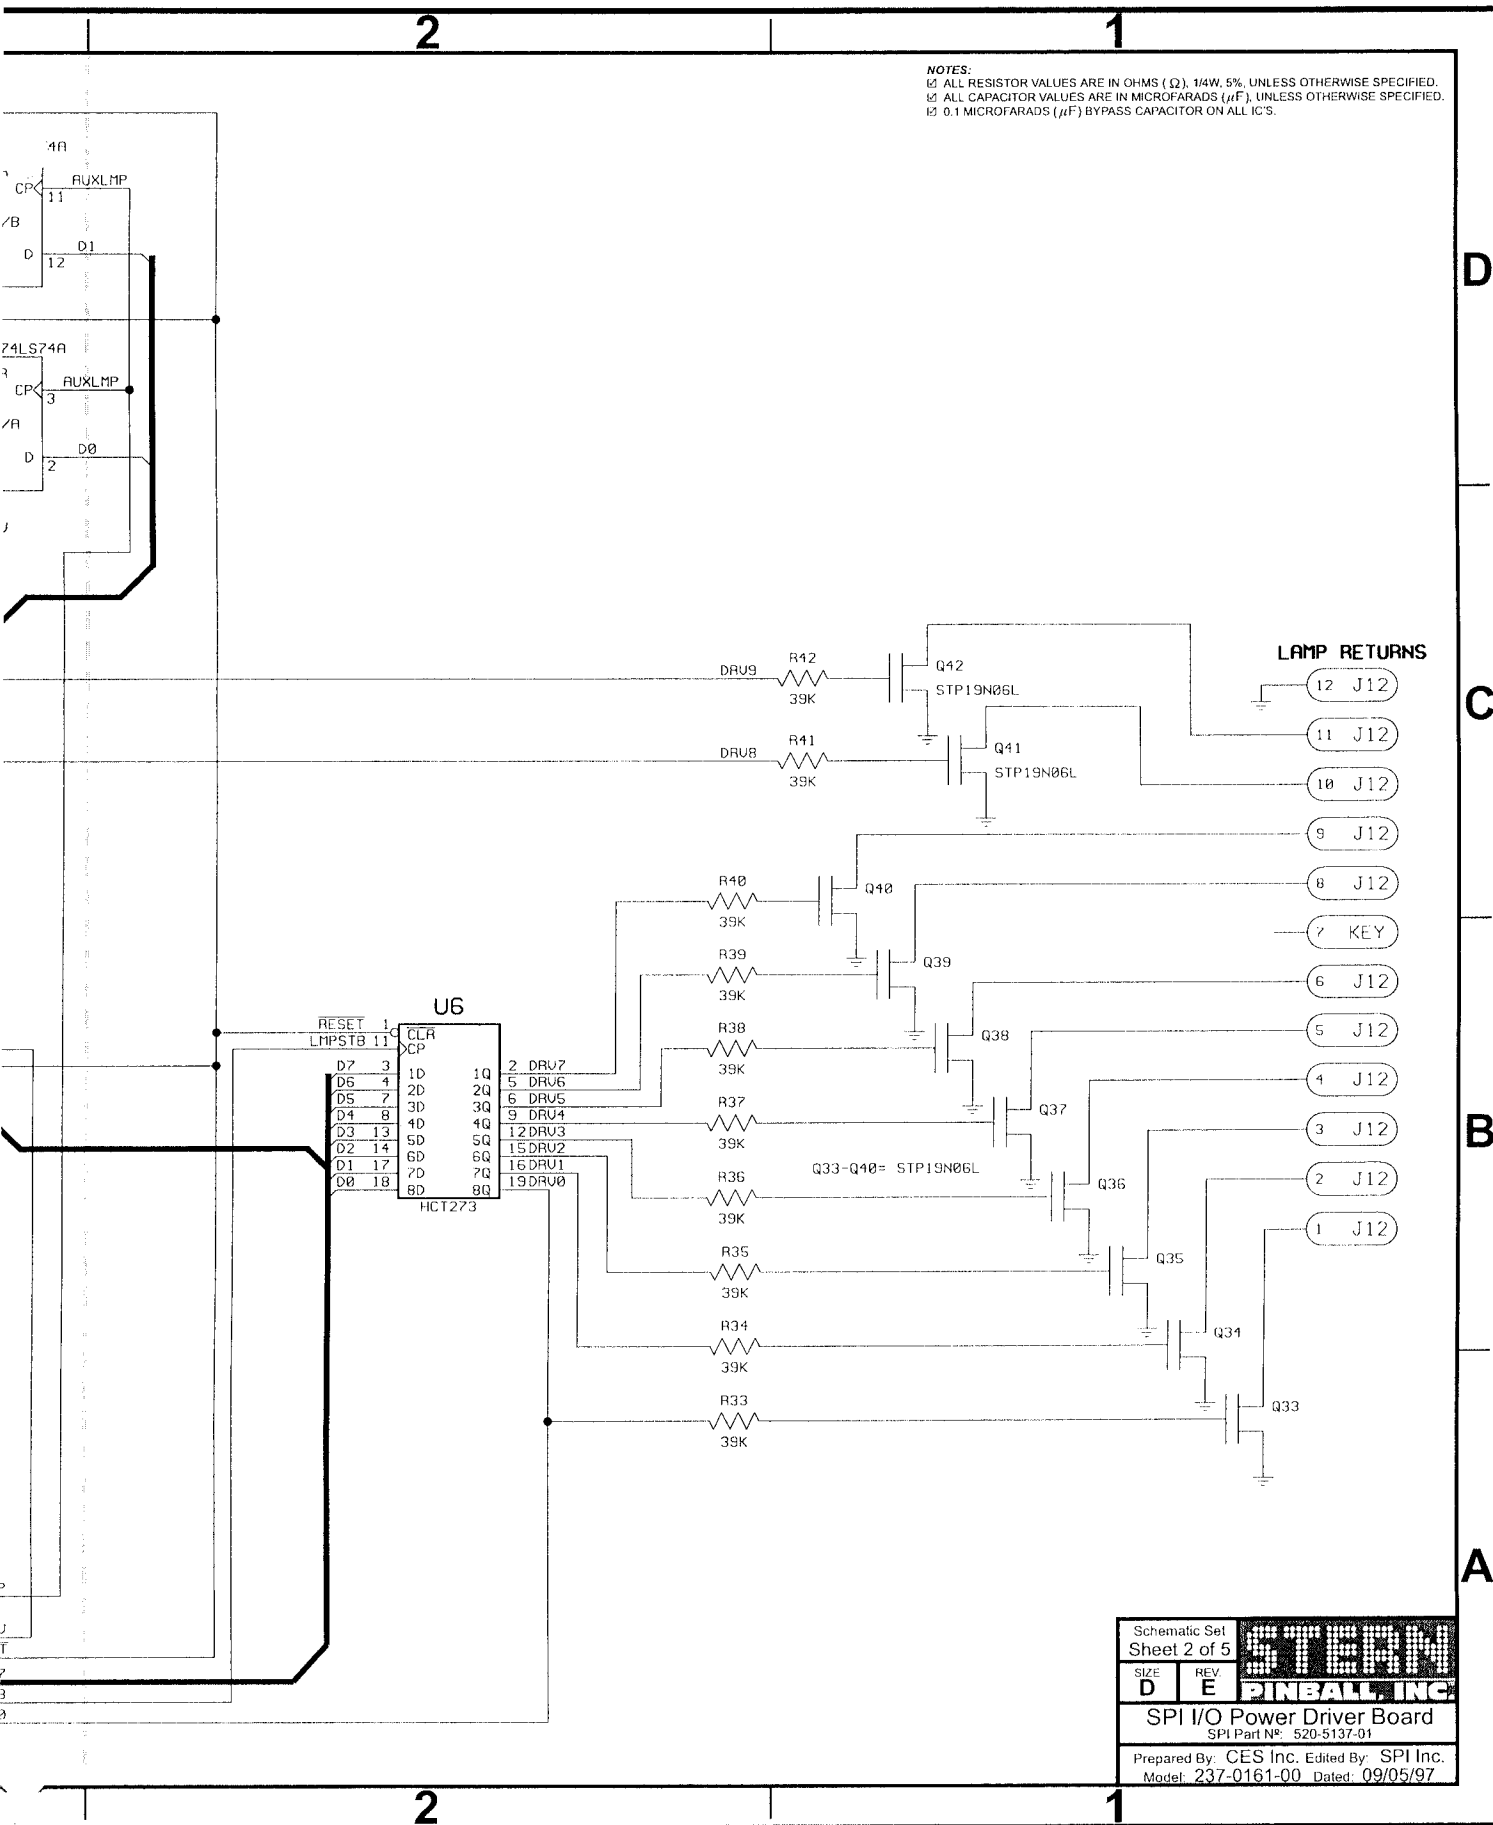 2
1
NOTES:
☑ ALL RESISTOR VALUES ARE IN OHMS ( Ω ), 1/4W, 5%, UNLESS OTHERWISE SPECIFIED.
☑ ALL CAPACITOR VALUES ARE IN MICROFARADS (μF), UNLESS OTHERWISE SPECIFIED.
☑ 0.1 MICROFARADS (μF) BYPASS CAPACITOR ON ALL IC'S.
4A
CP
11
AUXLMP
/B
D
12
D1
D
74LS74A
CP
3
AUXLMP
/A
D
2
D0
LAMP RETURNS
DRV9
R42
39K
Q42
STP19N06L
12 J12
C
DRV8
R41
39K
Q41
STP19N06L
11 J12
10 J12
9 J12
R40
39K
Q40
8 J12
7 KEY
R39
39K
Q39
6 J12
R38
39K
Q38
5 J12
R37
39K
Q37
4 J12
3 J12
B
Q33-Q40= STP19N06L
R36
39K
Q36
2 J12
1 J12
R35
39K
Q35
R34
39K
Q34
R33
39K
Q33
U6
RESET 1 CLR
LMPSTB 11 CP
D7 3 1D 1Q 2 DRV7
D6 4 2D 2Q 5 DRV6
D5 7 3D 3Q 6 DRV5
D4 8 4D 4Q 9 DRV4
D3 13 5D 5Q 12 DRV3
D2 14 6D 6Q 15 DRV2
D1 17 7D 7Q 16 DRV1
D0 18 8D 8Q 19 DRV0
HCT273
A
Schematic Set
Sheet 2 of 5
SIZE
D
REV.
E
STERN
PINBALL, INC
SPI I/O Power Driver Board
SPI Part Nº: 520-5137-01
Prepared By: CES Inc. Edited By: SPI Inc.
Model: 237-0161-00 Dated: 09/05/97
2
1